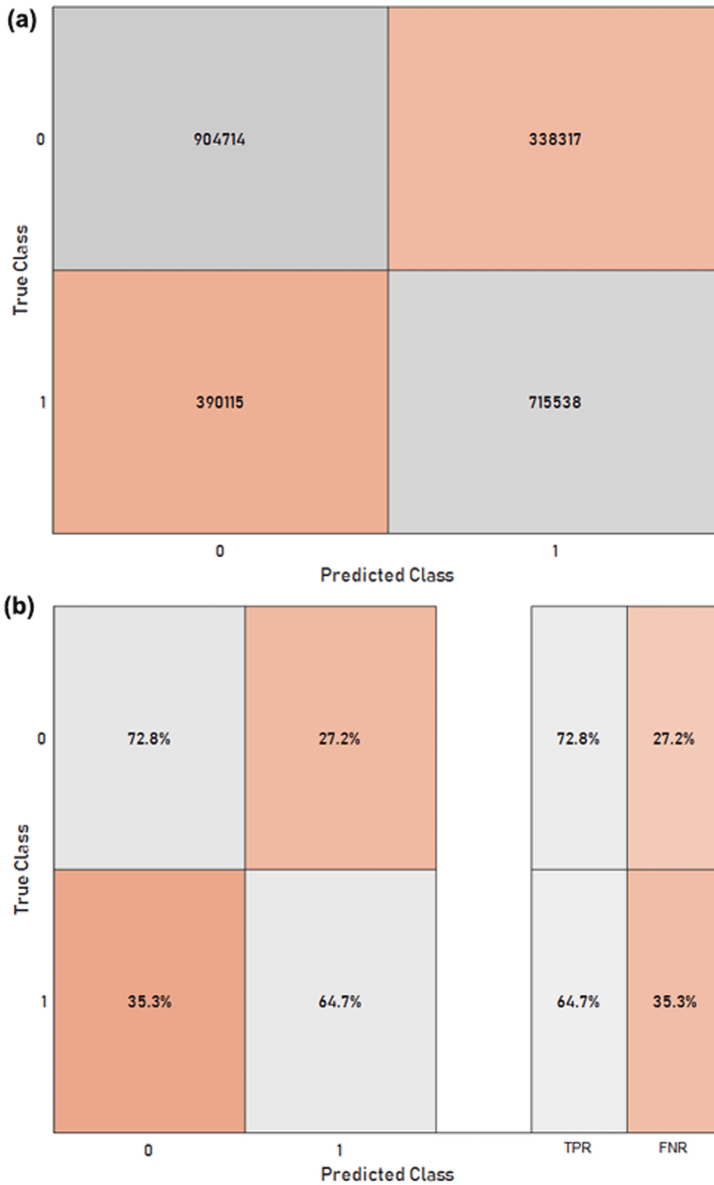 (a)
0
904714
338317
True Class
1
390115
715538
0
1
Predicted Class
(b)
0
72.8%
27.2%
72.8%
27.2%
True Class
1
35.3%
64.7%
64.7%
35.3%
0
1
TPR
FNR
Predicted Class